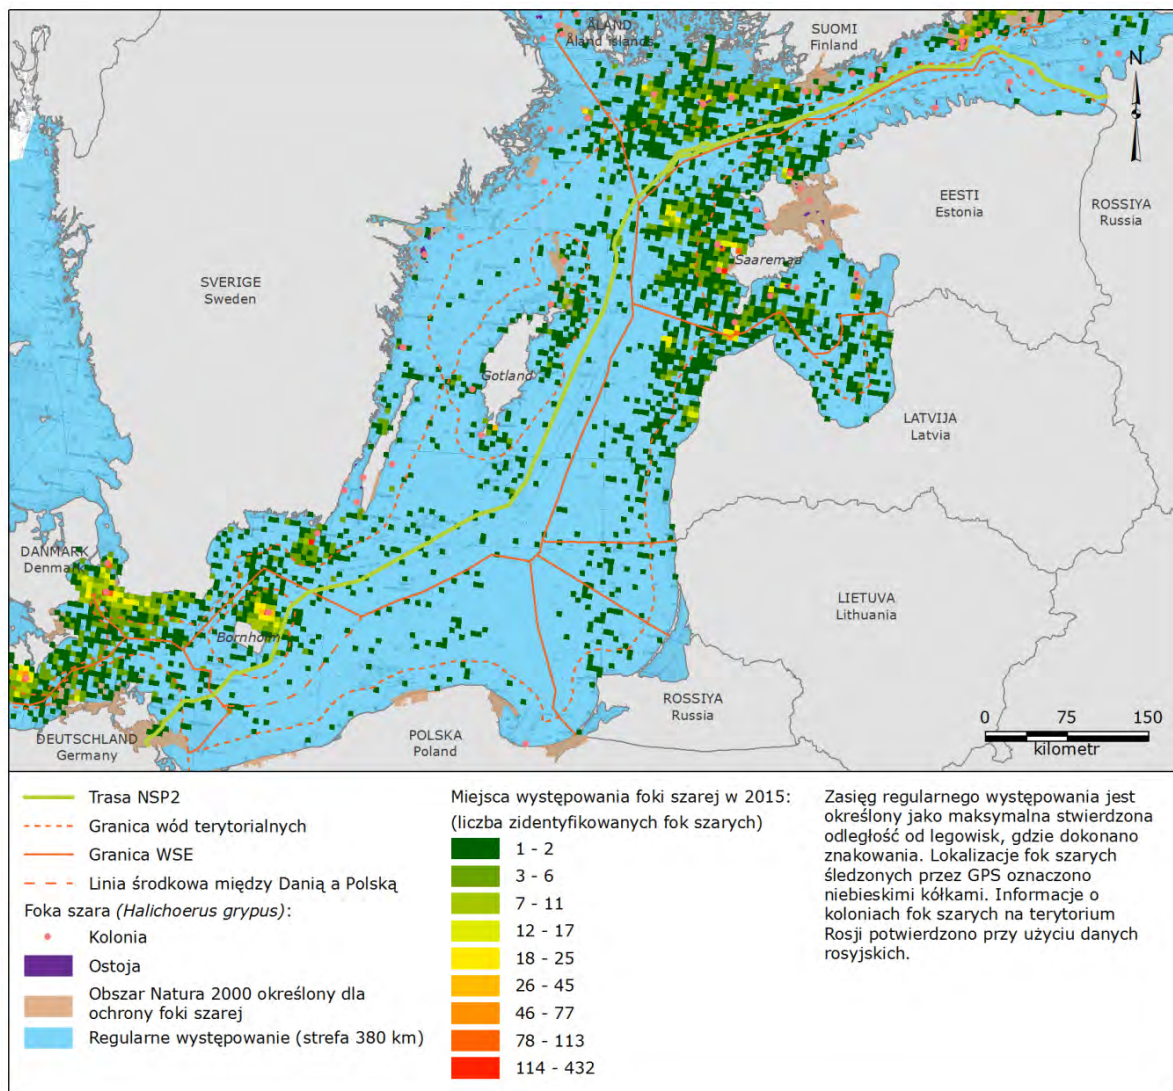 ÅLAND
Åland islands
SUOMI
Finland
N
EESTI
Estonia
ROSSIYA
Russia
SVERIGE
Sweden
Saaremaa
Gotland
LATVIJA
Latvia
DANMARK
Denmark
LIETUVA
Lithuania
Bornholm
ROSSIYA
Russia
DEUTSCHLAND
Germany
POLSKA
Poland
0 75 150
kilometr
Trasa NSP2
Granica wód terytorialnych
Granica WSE
Linia środkowa między Danią a Polską
Foka szara (Halichoerus grypus):
Kolonia
Ostoja
Obszar Natura 2000 określony dla
ochrony foki szarej
Regularne występowanie (strefa 380 km)
Miejsca występowania foki szarej w 2015:
(liczba zidentyfikowanych fok szarych)
1 - 2
3 - 6
7 - 11
12 - 17
18 - 25
26 - 45
46 - 77
78 - 113
114 - 432
Zasięg regularnego występowania jest
określony jako maksymalna stwierdzona
odległość od legowisk, gdzie dokonano
znakowania. Lokalizacje fok szarych
śledzonych przez GPS oznaczono
niebieskimi kółkami. Informacje o
koloniach fok szarych na terytorium
Rosji potwierdzono przy użyciu danych
rosyjskich.